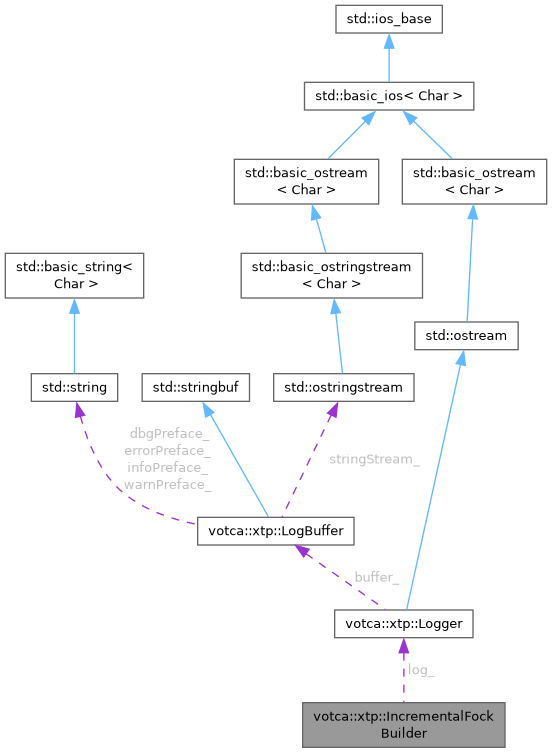 std::ios_base
std::basic_ios< Char >
std::basic_ostream
< Char >
std::basic_ostream
< Char >
std::basic_string<
Char >
std::basic_ostringstream
< Char >
std::ostream
std::string
std::stringbuf
std::ostringstream
dbgPreface_
errorPreface_
infoPreface_
warnPreface_
stringStream_
votca::xtp::LogBuffer
buffer_
votca::xtp::Logger
log_
votca::xtp::IncrementalFock
Builder